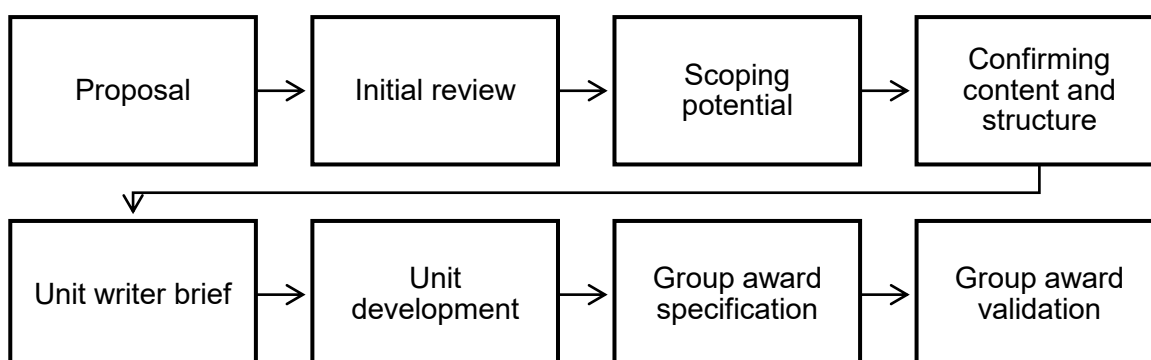 Proposal
Initial review
Scoping
potential
Confirming
content and
structure
Unit writer brief
Unit
development
Group award
specification
Group award
validation